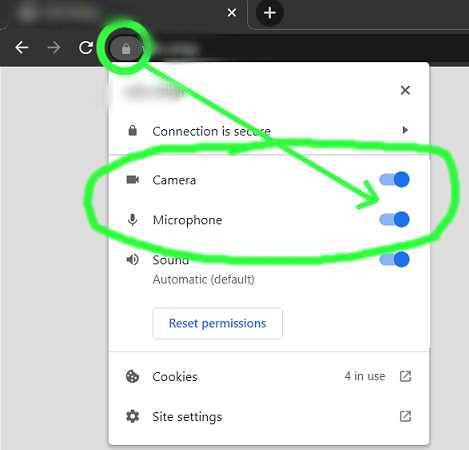 Connection is secure
Camera
Microphone
Sound
Automatic (default)
Reset permissions
Cookies 4 in use
Site settings